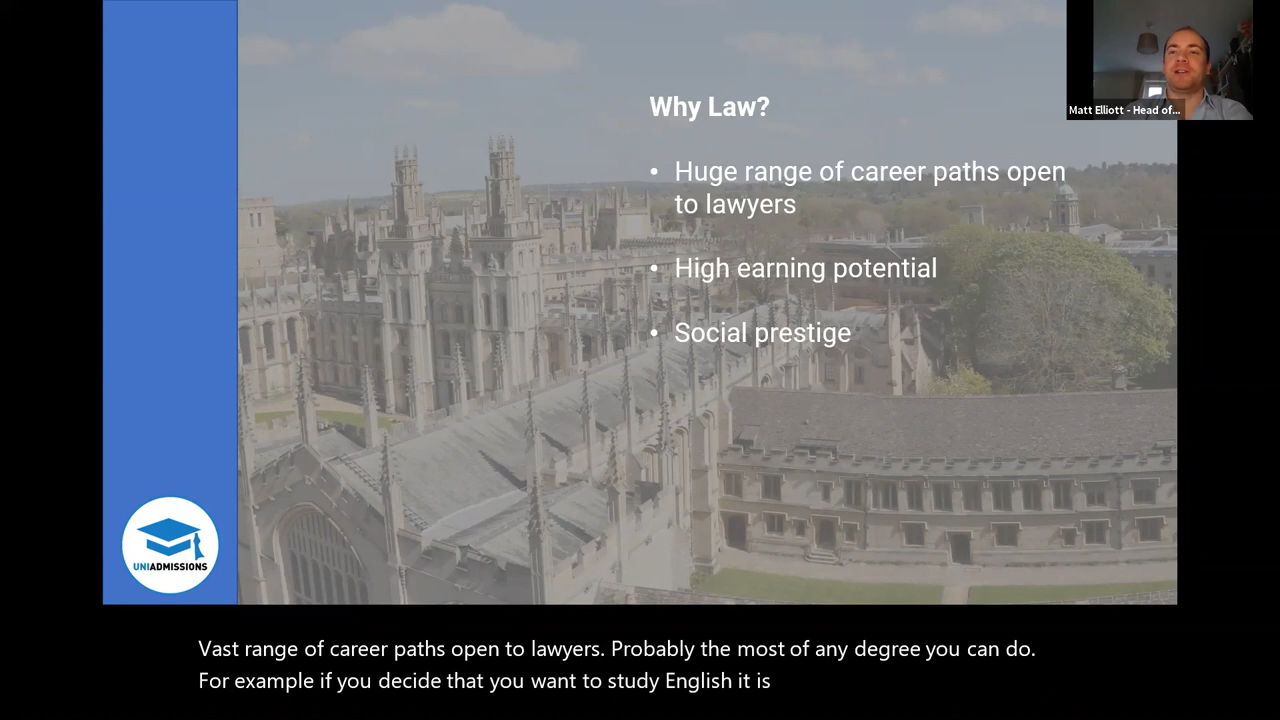 Why Law?
• Huge range of career paths open
to lawyers
• High earning potential
• Social prestige
Matt Elliott - Head of...
UNIADMISSIONS
Vast range of career paths open to lawyers. Probably the most of any degree you can do.
For example if you decide that you want to study English it is